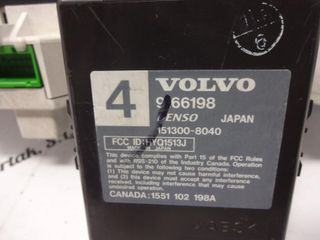 4
VOLVO
9166198
DENSO JAPAN
151300-8040
FCC ID:HYQ1513J
MADE IN JAPAN
This device complies with Part 15 of the FCC Rules
and with RSS-210 of the Industry Canada. Operation
is subject to the following two conditions:
(1) This device may not cause harmful interference,
and (2) this device must accept any interference
received, including interference that may cause
undesired operation.
CANADA: 1551 102 198A